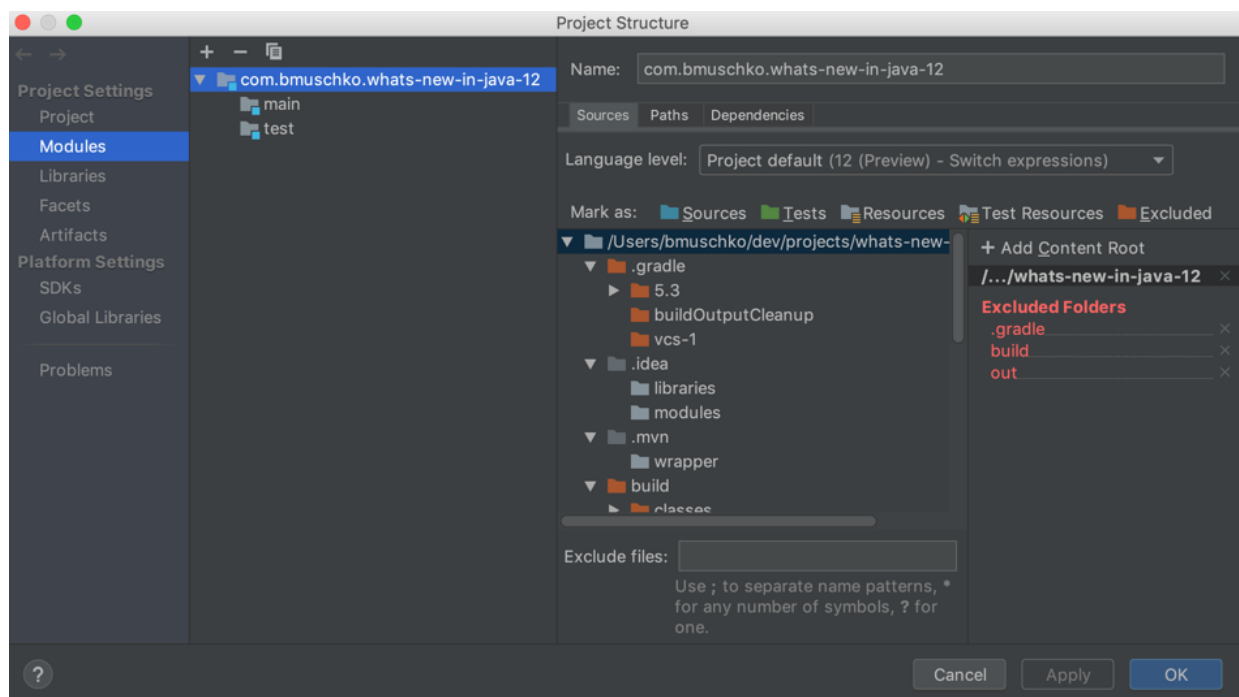 Project Structure
Project Settings
Project
Modules
Libraries
Facets
Artifacts
Platform Settings
SDKs
Global Libraries
Problems
com.bmuschko.whats-new-in-java-12
main
test
Name: com.bmuschko.whats-new-in-java-12
Sources Paths Dependencies
Language level: Project default (12 (Preview) - Switch expressions)
Mark as: Sources Tests Resources Test Resources Excluded
/Users/bmuschko/dev/projects/whats-new-
.gradle
5.3
buildOutputCleanup
vcs-1
.idea
libraries
modules
.mvn
wrapper
build
classes
+ Add Content Root
/.../whats-new-in-java-12
Excluded Folders
.gradle
build
out
Exclude files:
Use ; to separate name patterns, *
for any number of symbols, ? for
one.
? Cancel Apply OK